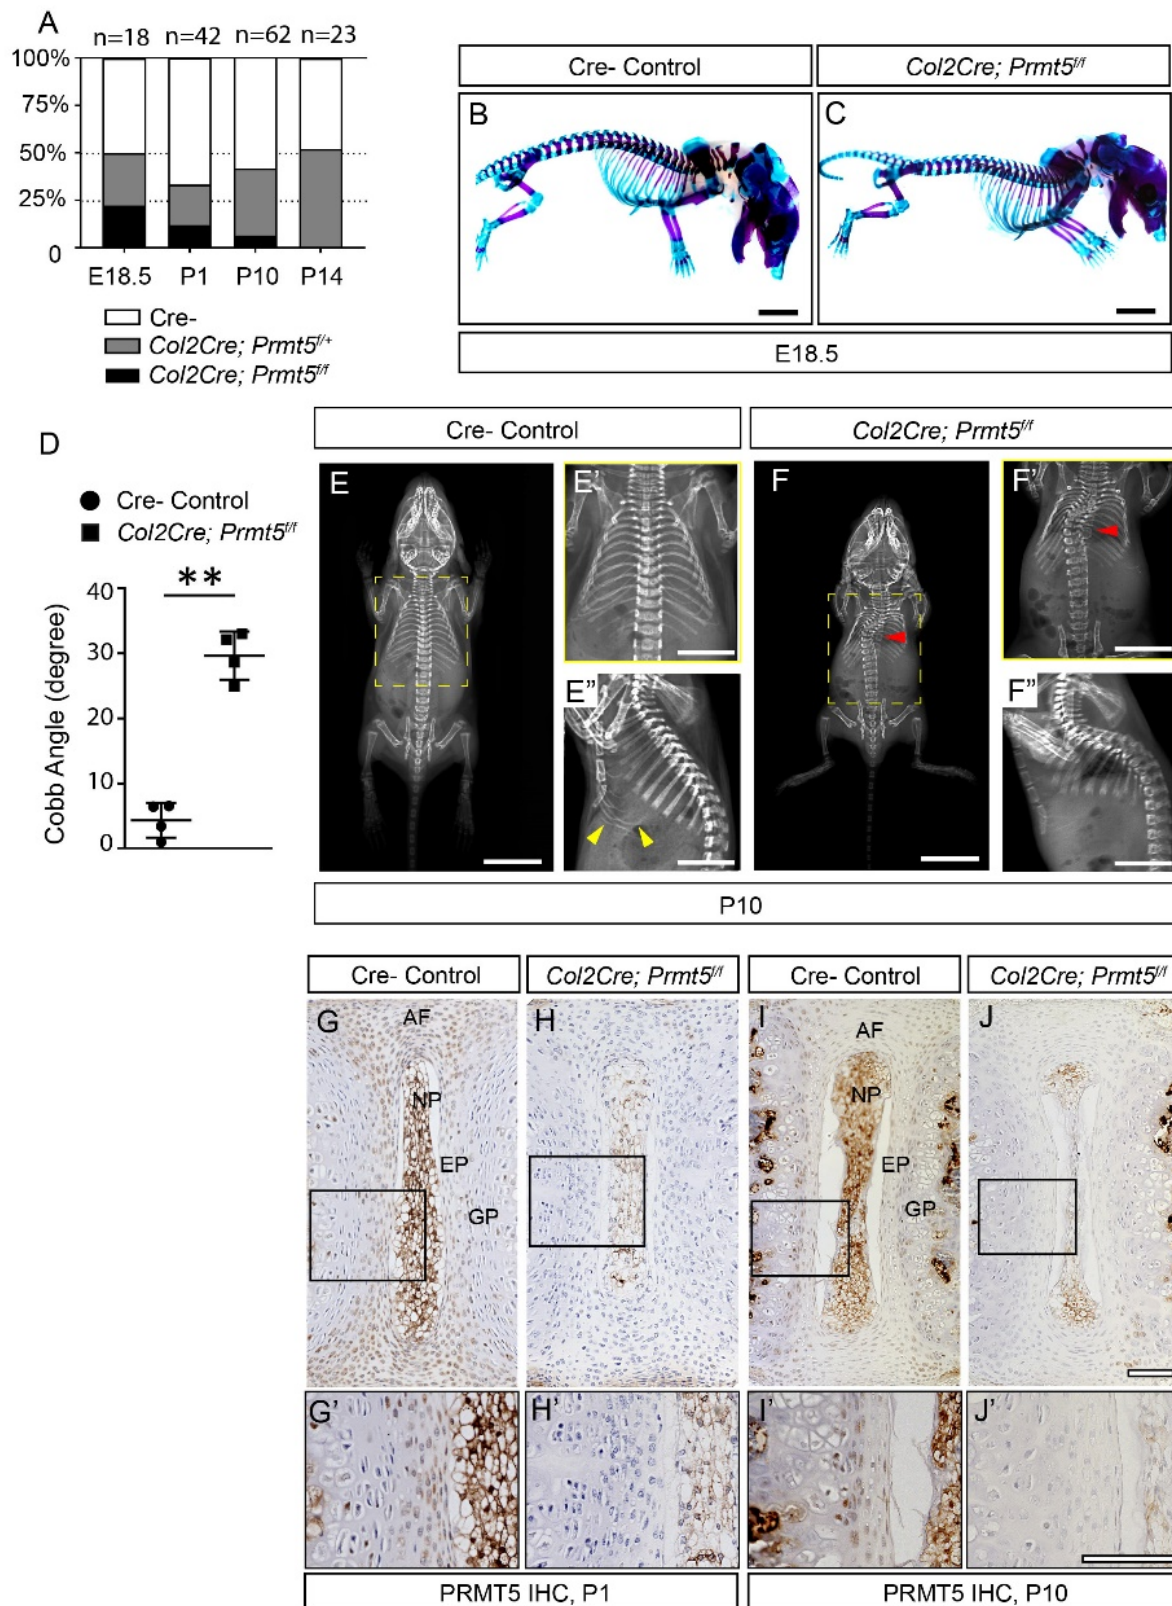 A
n=18 n=42 n=62 n=23
100%
75%
50%
25%
0
E18.5 P1 P10 P14
Cre-
Col2Cre; Prmt5f/+
Col2Cre; Prmt5f/f
Cre- Control
Col2Cre; Prmt5f/f
B
C
E18.5
D
Cre- Control
Col2Cre; Prmt5f/f
**
40
30
20
10
0
Cobb Angle (degree)
Cre- Control
Col2Cre; Prmt5f/f
E
E'
E"
F
F'
F"
P10
Cre- Control
Col2Cre; Prmt5f/f
Cre- Control
Col2Cre; Prmt5f/f
G
AF
NP
EP
GP
H
I
AF
NP
EP
GP
J
G'
H'
I'
J'
PRMT5 IHC, P1
PRMT5 IHC, P10